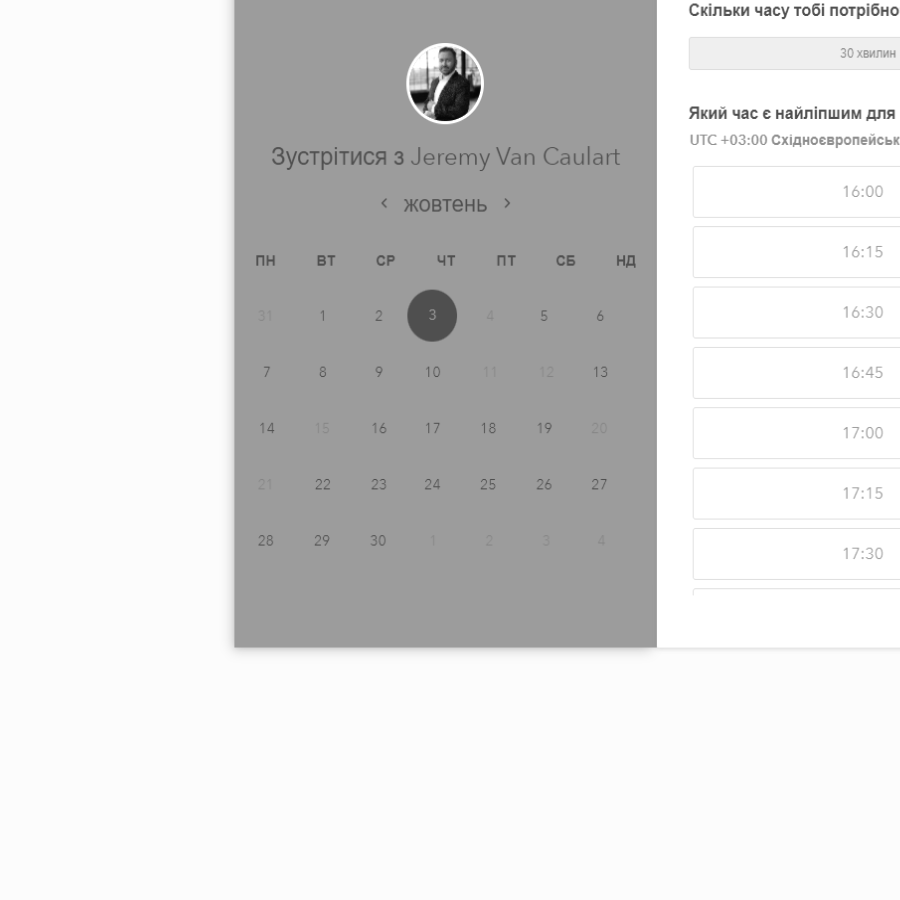 Зустрітися з Jeremy Van Caulart
‹ жовтень ›
ПН ВТ СР ЧТ ПТ СБ НД
31 1 2 3 4 5 6
7 8 9 10 11 12 13
14 15 16 17 18 19 20
21 22 23 24 25 26 27
28 29 30 1 2 3 4
Скільки часу тобі потрібно
30 хвилин
Який час є найліпшим для
UTC +03:00 Східноєвропейськ
16:00
16:15
16:30
16:45
17:00
17:15
17:30